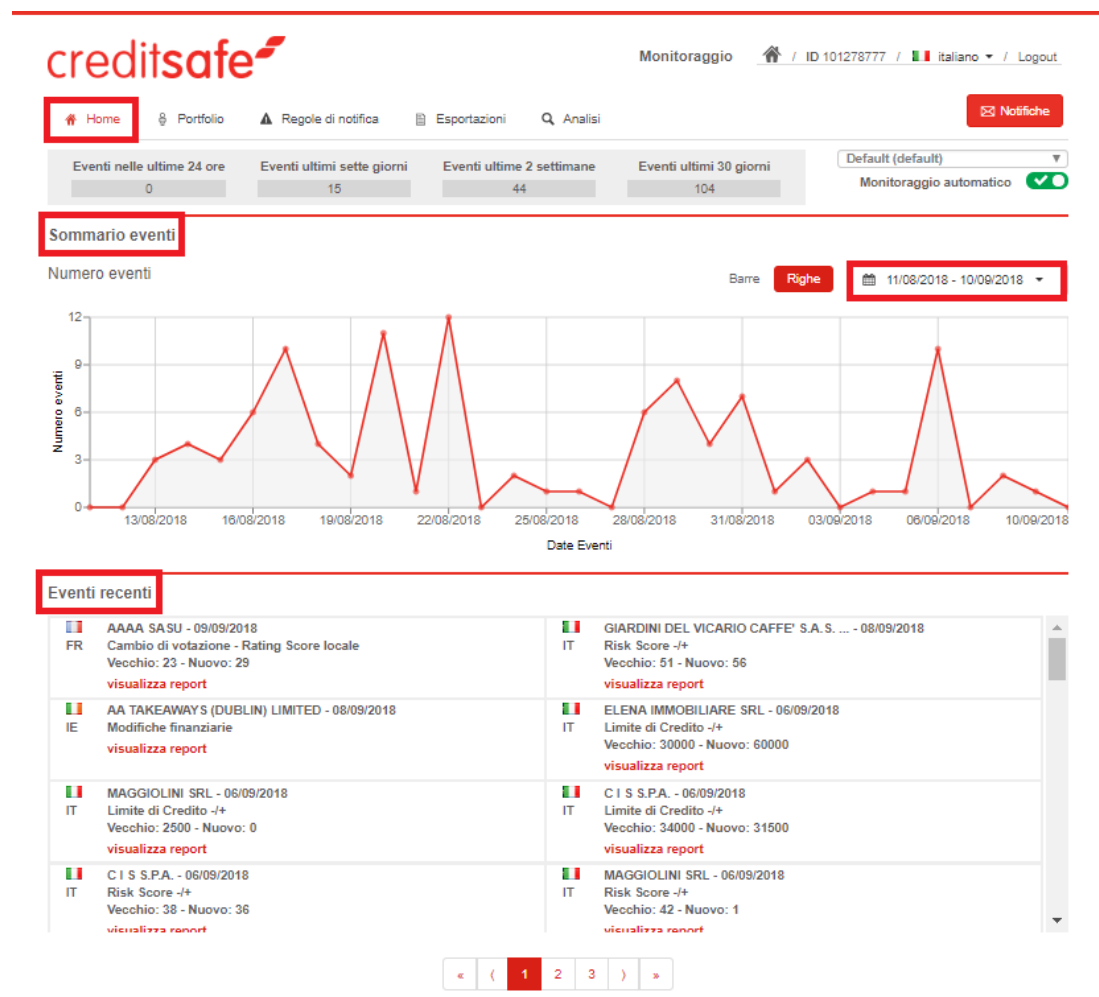 creditsafe
Monitoraggio / ID 101278777 / italiano / Logout
Home Portfolio Regole di notifica Esportazioni Analisi Notifiche
Eventi nelle ultime 24 ore Eventi ultimi sette giorni Eventi ultime 2 settimane Eventi ultimi 30 giorni Default (default)
0 15 44 104 Monitoraggio automatico
Sommario eventi
Numero eventi Barre Righe 11/08/2018 - 10/09/2018
12
9
6
3
0
Numero eventi
13/08/2018 16/08/2018 19/08/2018 22/08/2018 25/08/2018 28/08/2018 31/08/2018 03/09/2018 06/09/2018 10/09/2018
Date Eventi
Eventi recenti
AAAA SASU - 09/09/2018
FR Cambio di votazione - Rating Score locale
Vecchio: 23 - Nuovo: 29
visualizza report
GIARDINI DEL VICARIO CAFFE' S.A.S. ... - 08/09/2018
IT Risk Score -/+
Vecchio: 51 - Nuovo: 56
visualizza report
AA TAKEAWAYS (DUBLIN) LIMITED - 08/09/2018
IE Modifiche finanziarie
visualizza report
ELENA IMMOBILIARE SRL - 06/09/2018
IT Limite di Credito -/+
Vecchio: 30000 - Nuovo: 60000
visualizza report
MAGGIOLINI SRL - 06/09/2018
IT Limite di Credito -/+
Vecchio: 2500 - Nuovo: 0
visualizza report
C I S S.P.A. - 06/09/2018
IT Limite di Credito -/+
Vecchio: 34000 - Nuovo: 31500
visualizza report
C I S S.P.A. - 06/09/2018
IT Risk Score -/+
Vecchio: 38 - Nuovo: 36
visualizza report
MAGGIOLINI SRL - 06/09/2018
IT Risk Score -/+
Vecchio: 42 - Nuovo: 1
visualizza report
« ⟨ 1 2 3 ⟩ »